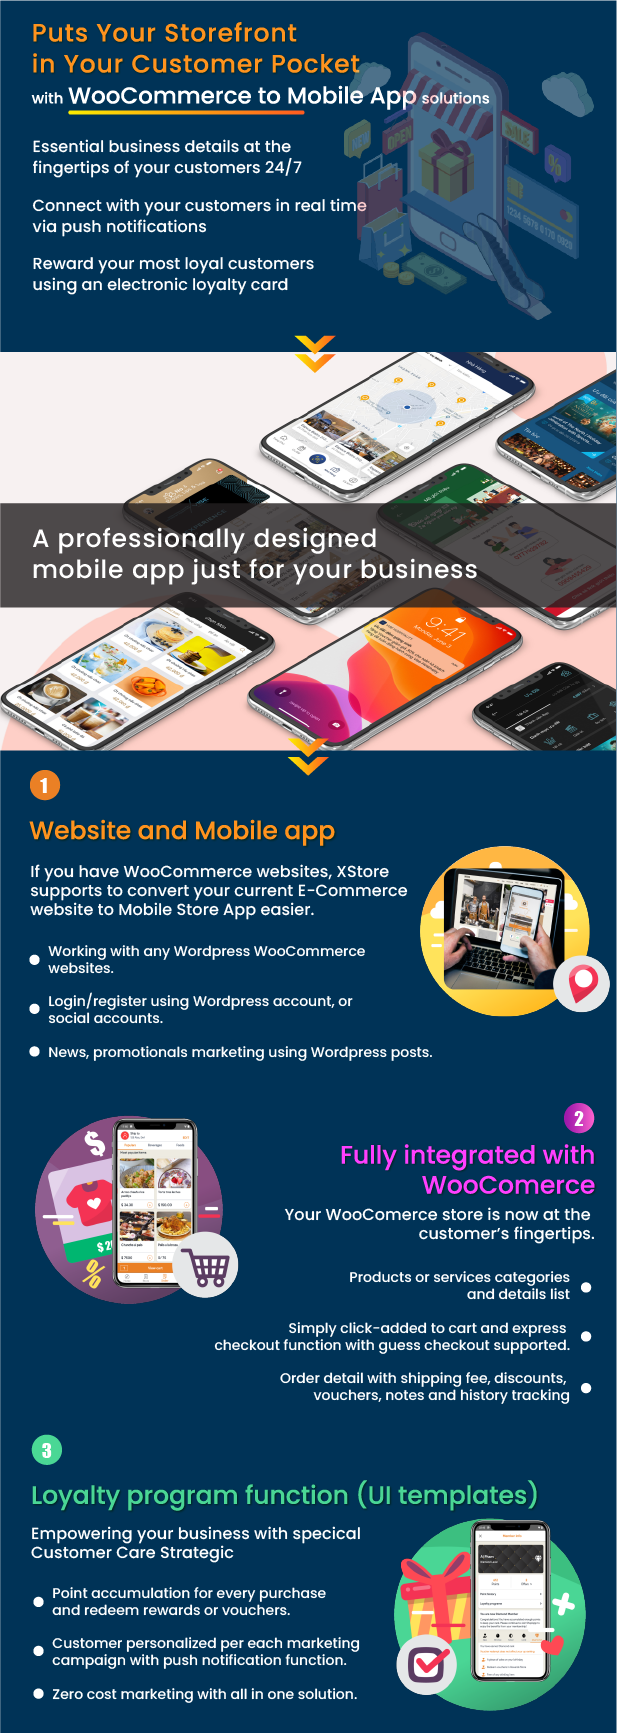 Puts Your Storefront
in Your Customer Pocket
with WooCommerce to Mobile App solutions
Essential business details at the
fingertips of your customers 24/7
Connect with your customers in real time
via push notifications
Reward your most loyal customers
using an electronic loyalty card
NEW
OPEN
SALE
%
A professionally designed
mobile app just for your business
9:41
1
Website and Mobile app
If you have WooCommerce websites, XStore
supports to convert your current E-Commerce
website to Mobile Store App easier.
Working with any Wordpress WooCommerce
websites.
Login/register using Wordpress account, or
social accounts.
News, promotionals marketing using Wordpress posts.
2
Fully integrated with
WooComerce
Your WooComerce store is now at the
customer's fingertips.
Products or services categories
and details list
Simply click-added to cart and express
checkout function with guess checkout supported.
Order detail with shipping fee, discounts,
vouchers, notes and history tracking
$
%
3
Loyalty program function (UI templates)
Empowering your business with specical
Customer Care Strategic
Point accumulation for every purchase
and redeem rewards or vouchers.
Customer personalized per each marketing
campaign with push notification function.
Zero cost marketing with all in one solution.